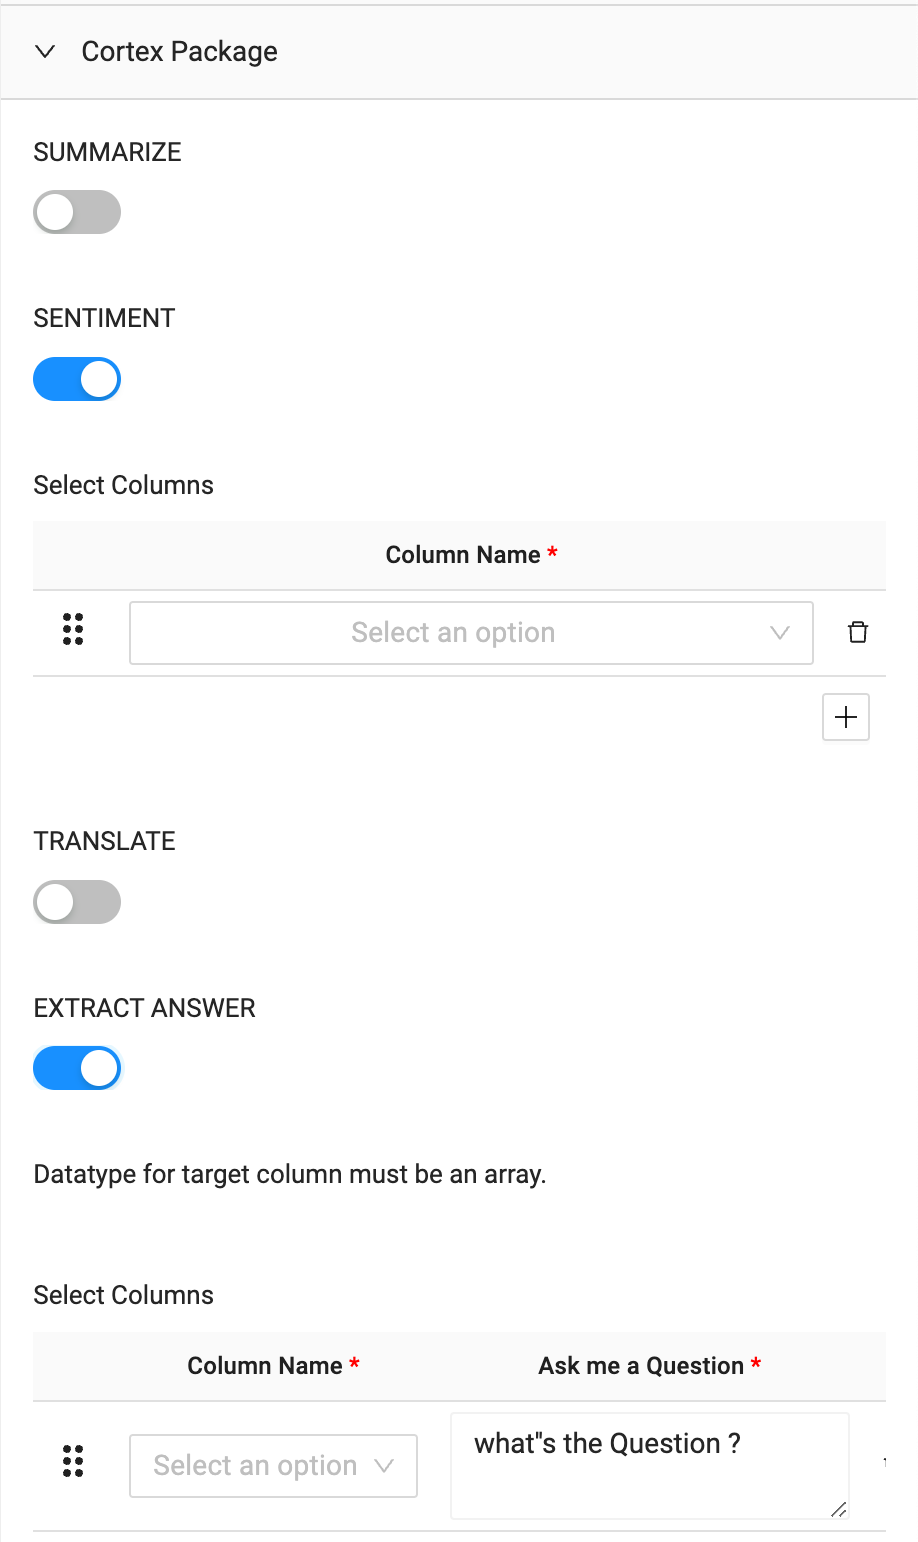 Cortex Package
SUMMARIZE
SENTIMENT
Select Columns
Column Name *
Select an option
TRANSLATE
EXTRACT ANSWER
Datatype for target column must be an array.
Select Columns
Column Name * Ask me a Question *
Select an option what"s the Question ?